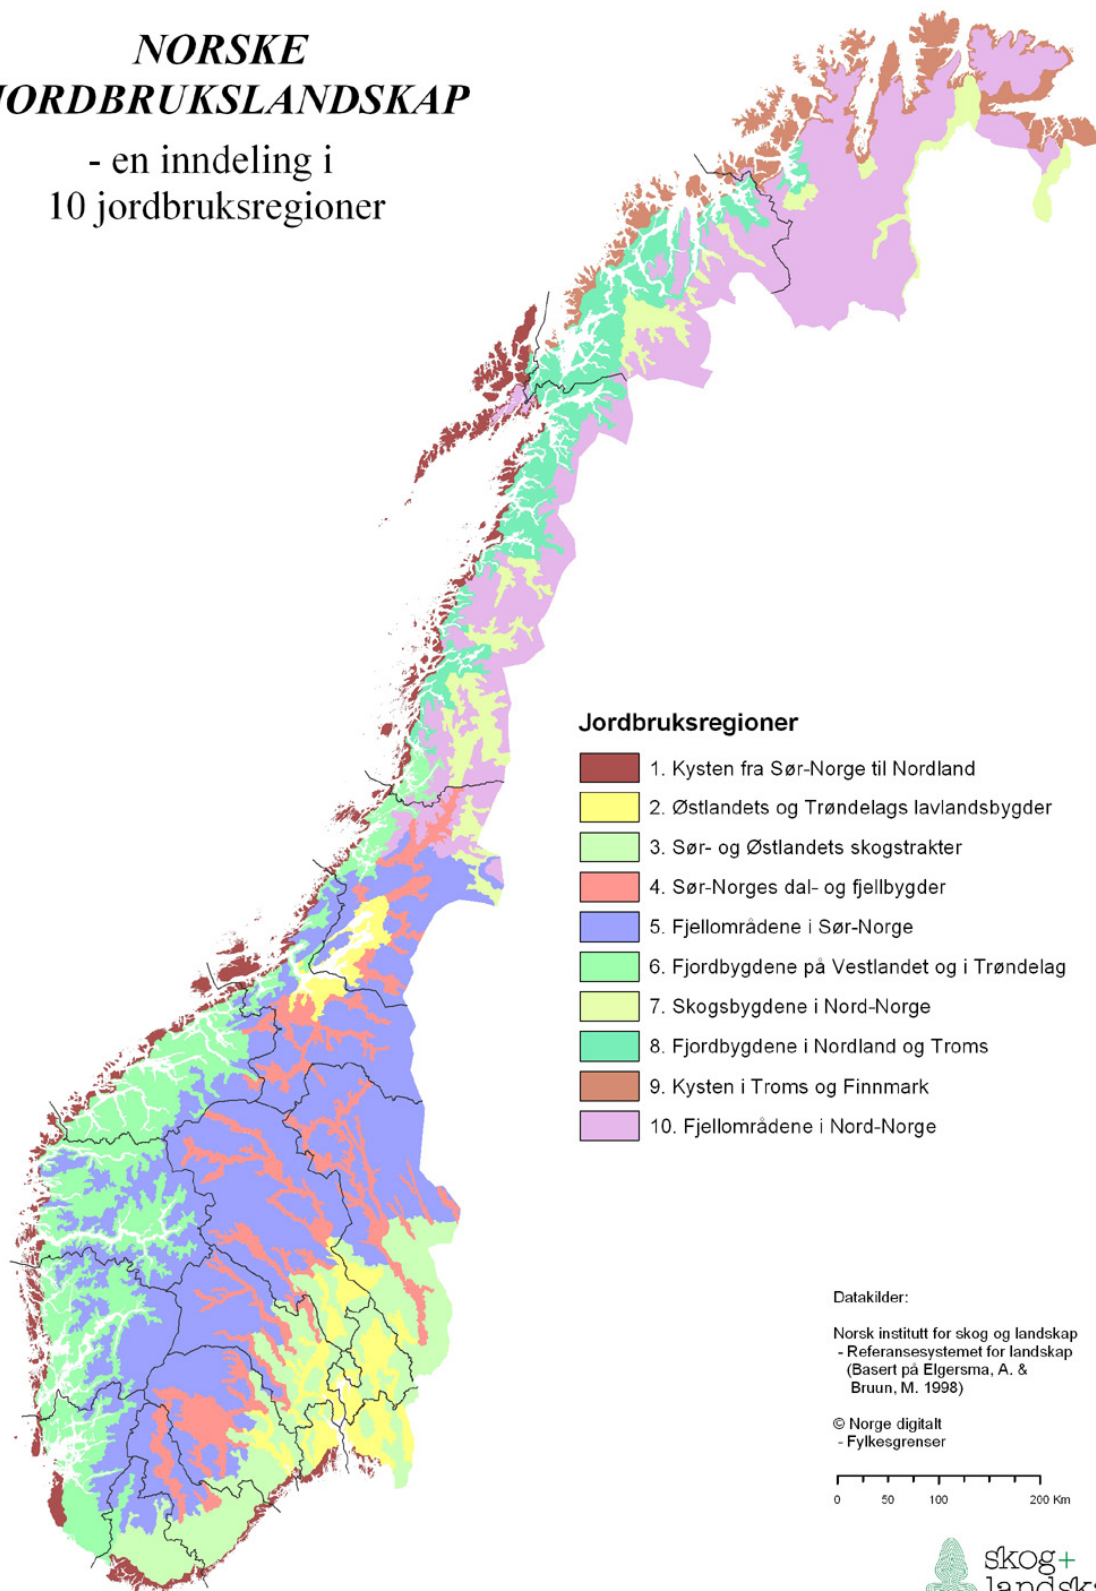 NORSKE
JORDBRUKSLANDSKAP
- en inndeling i
10 jordbruksregioner
Jordbruksregioner
1. Kysten fra Sør-Norge til Nordland
2. Østlandets og Trøndelags lavlandsbygder
3. Sør- og Østlandets skogstrakter
4. Sør-Norges dal- og fjellbygder
5. Fjellområdene i Sør-Norge
6. Fjordbygdene på Vestlandet og i Trøndelag
7. Skogsbygdene i Nord-Norge
8. Fjordbygdene i Nordland og Troms
9. Kysten i Troms og Finnmark
10. Fjellområdene i Nord-Norge
Datakilder:
Norsk institutt for skog og landskap
- Referansesystemet for landskap
(Basert på Elgersma, A. &
Bruun, M. 1998)
© Norge digitalt
- Fylkesgrenser
0 50 100 200 Km
skog+
landska